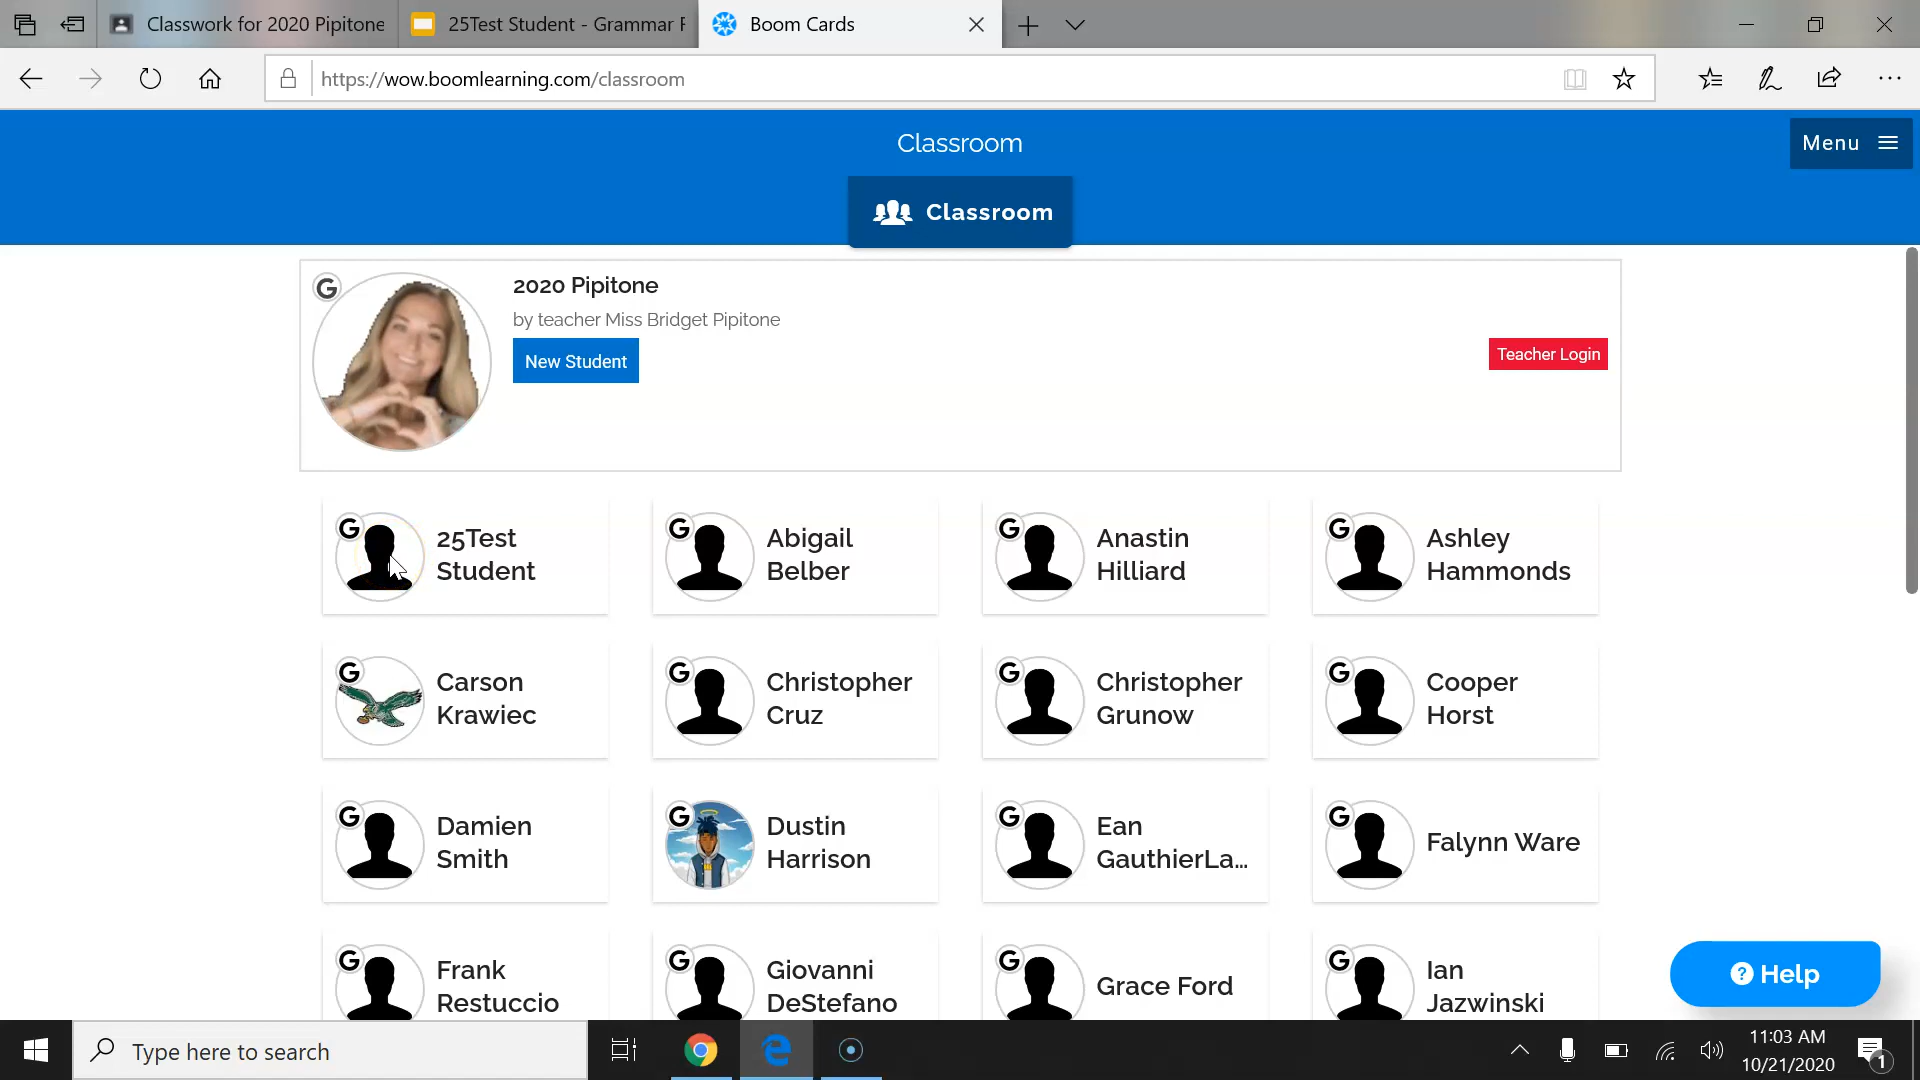 Classwork for 2020 Pipitone
25Test Student - Grammar F
Boom Cards
https://wow.boomlearning.com/classroom
Classroom
Menu
Classroom
2020 Pipitone
by teacher Miss Bridget Pipitone
New Student
Teacher Login
G
G 25Test
Student
G Abigail
Belber
G Anastin
Hilliard
G Ashley
Hammonds
G Carson
Krawiec
G Christopher
Cruz
G Christopher
Grunow
G Cooper
Horst
G Damien
Smith
G Dustin
Harrison
G Ean
GauthierLa...
G Falynn Ware
G Frank
Restuccio
G Giovanni
DeStefano
G Grace Ford
G Ian
Jazwinski
? Help
Type here to search
11:03 AM
10/21/2020
1